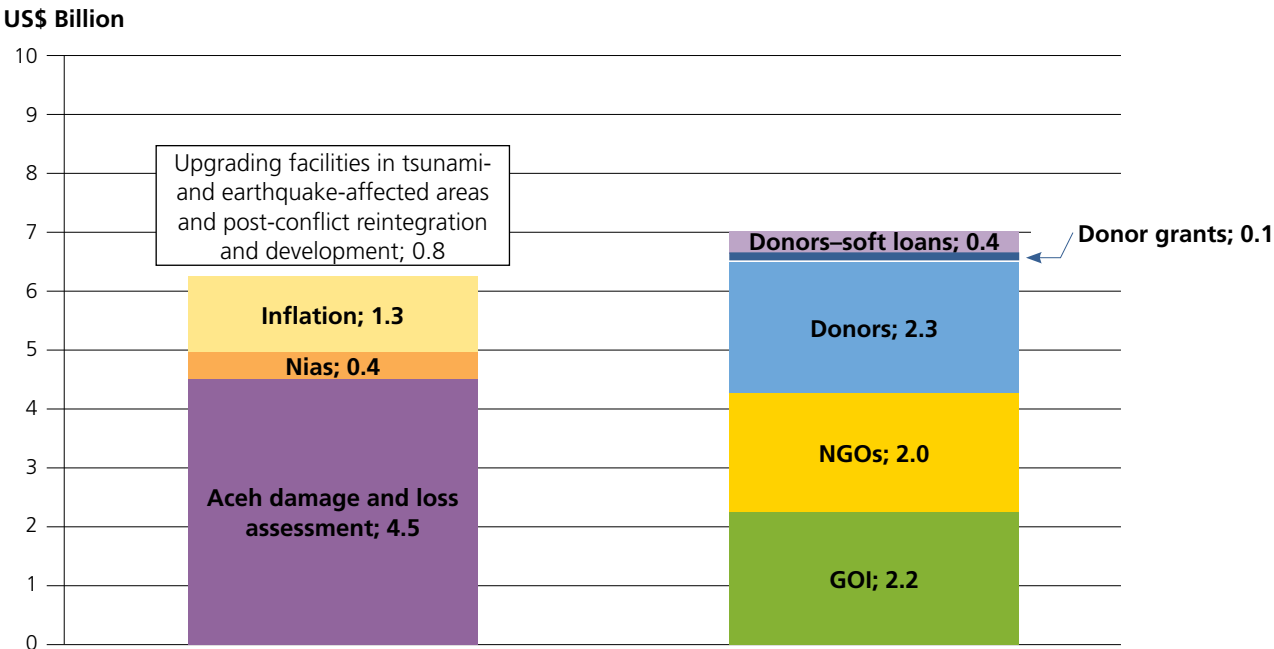 US$ Billion
10
9
8
7
6
5
4
3
2
1
0
Upgrading facilities in tsunami-
and earthquake-affected areas
and post-conflict reintegration
and development; 0.8
Inflation; 1.3
Nias; 0.4
Aceh damage and loss
assessment; 4.5
Donors–soft loans; 0.4
Donor grants; 0.1
Donors; 2.3
NGOs; 2.0
GOI; 2.2